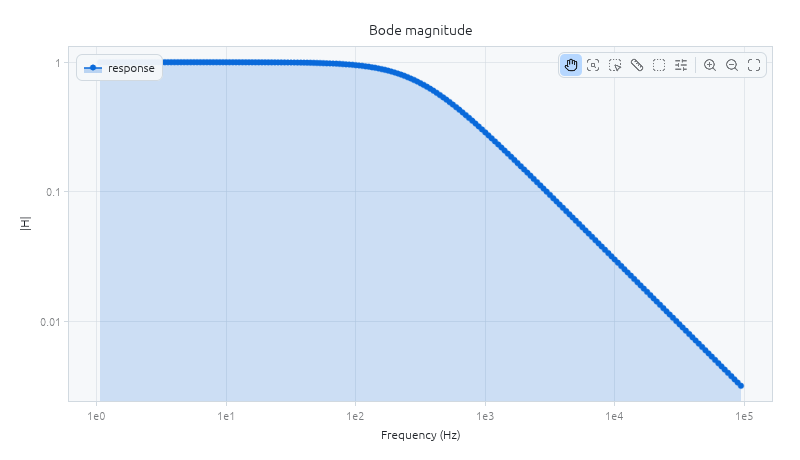 Bode magnitude
response
1
0.1
0.01
|H|
1e0
1e1
1e2
1e3
1e4
1e5
Frequency (Hz)